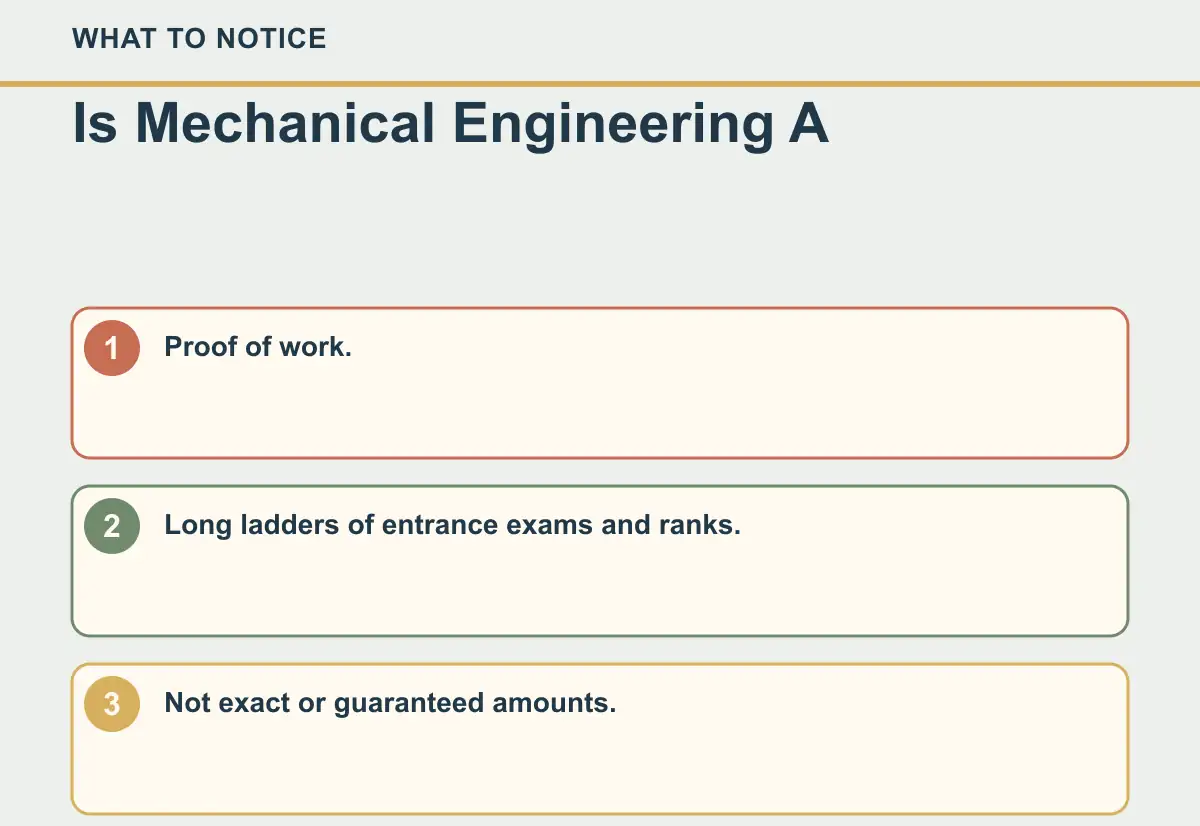 WHAT TO NOTICE
Is Mechanical Engineering A
1 Proof of work.
2 Long ladders of entrance exams and ranks.
3 Not exact or guaranteed amounts.